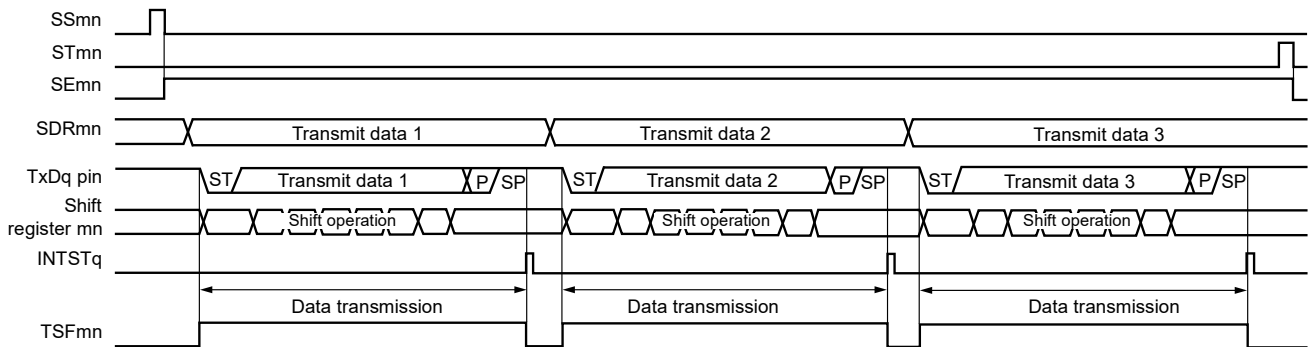 SSmn
STmn
SEmn
SDRmn Transmit data 1 Transmit data 2 Transmit data 3
TxDq pin ST Transmit data 1 P SP ST Transmit data 2 P SP ST Transmit data 3 P SP
Shift
register mn Shift operation Shift operation Shift operation
INTSTq
Data transmission Data transmission Data transmission
TSFmn